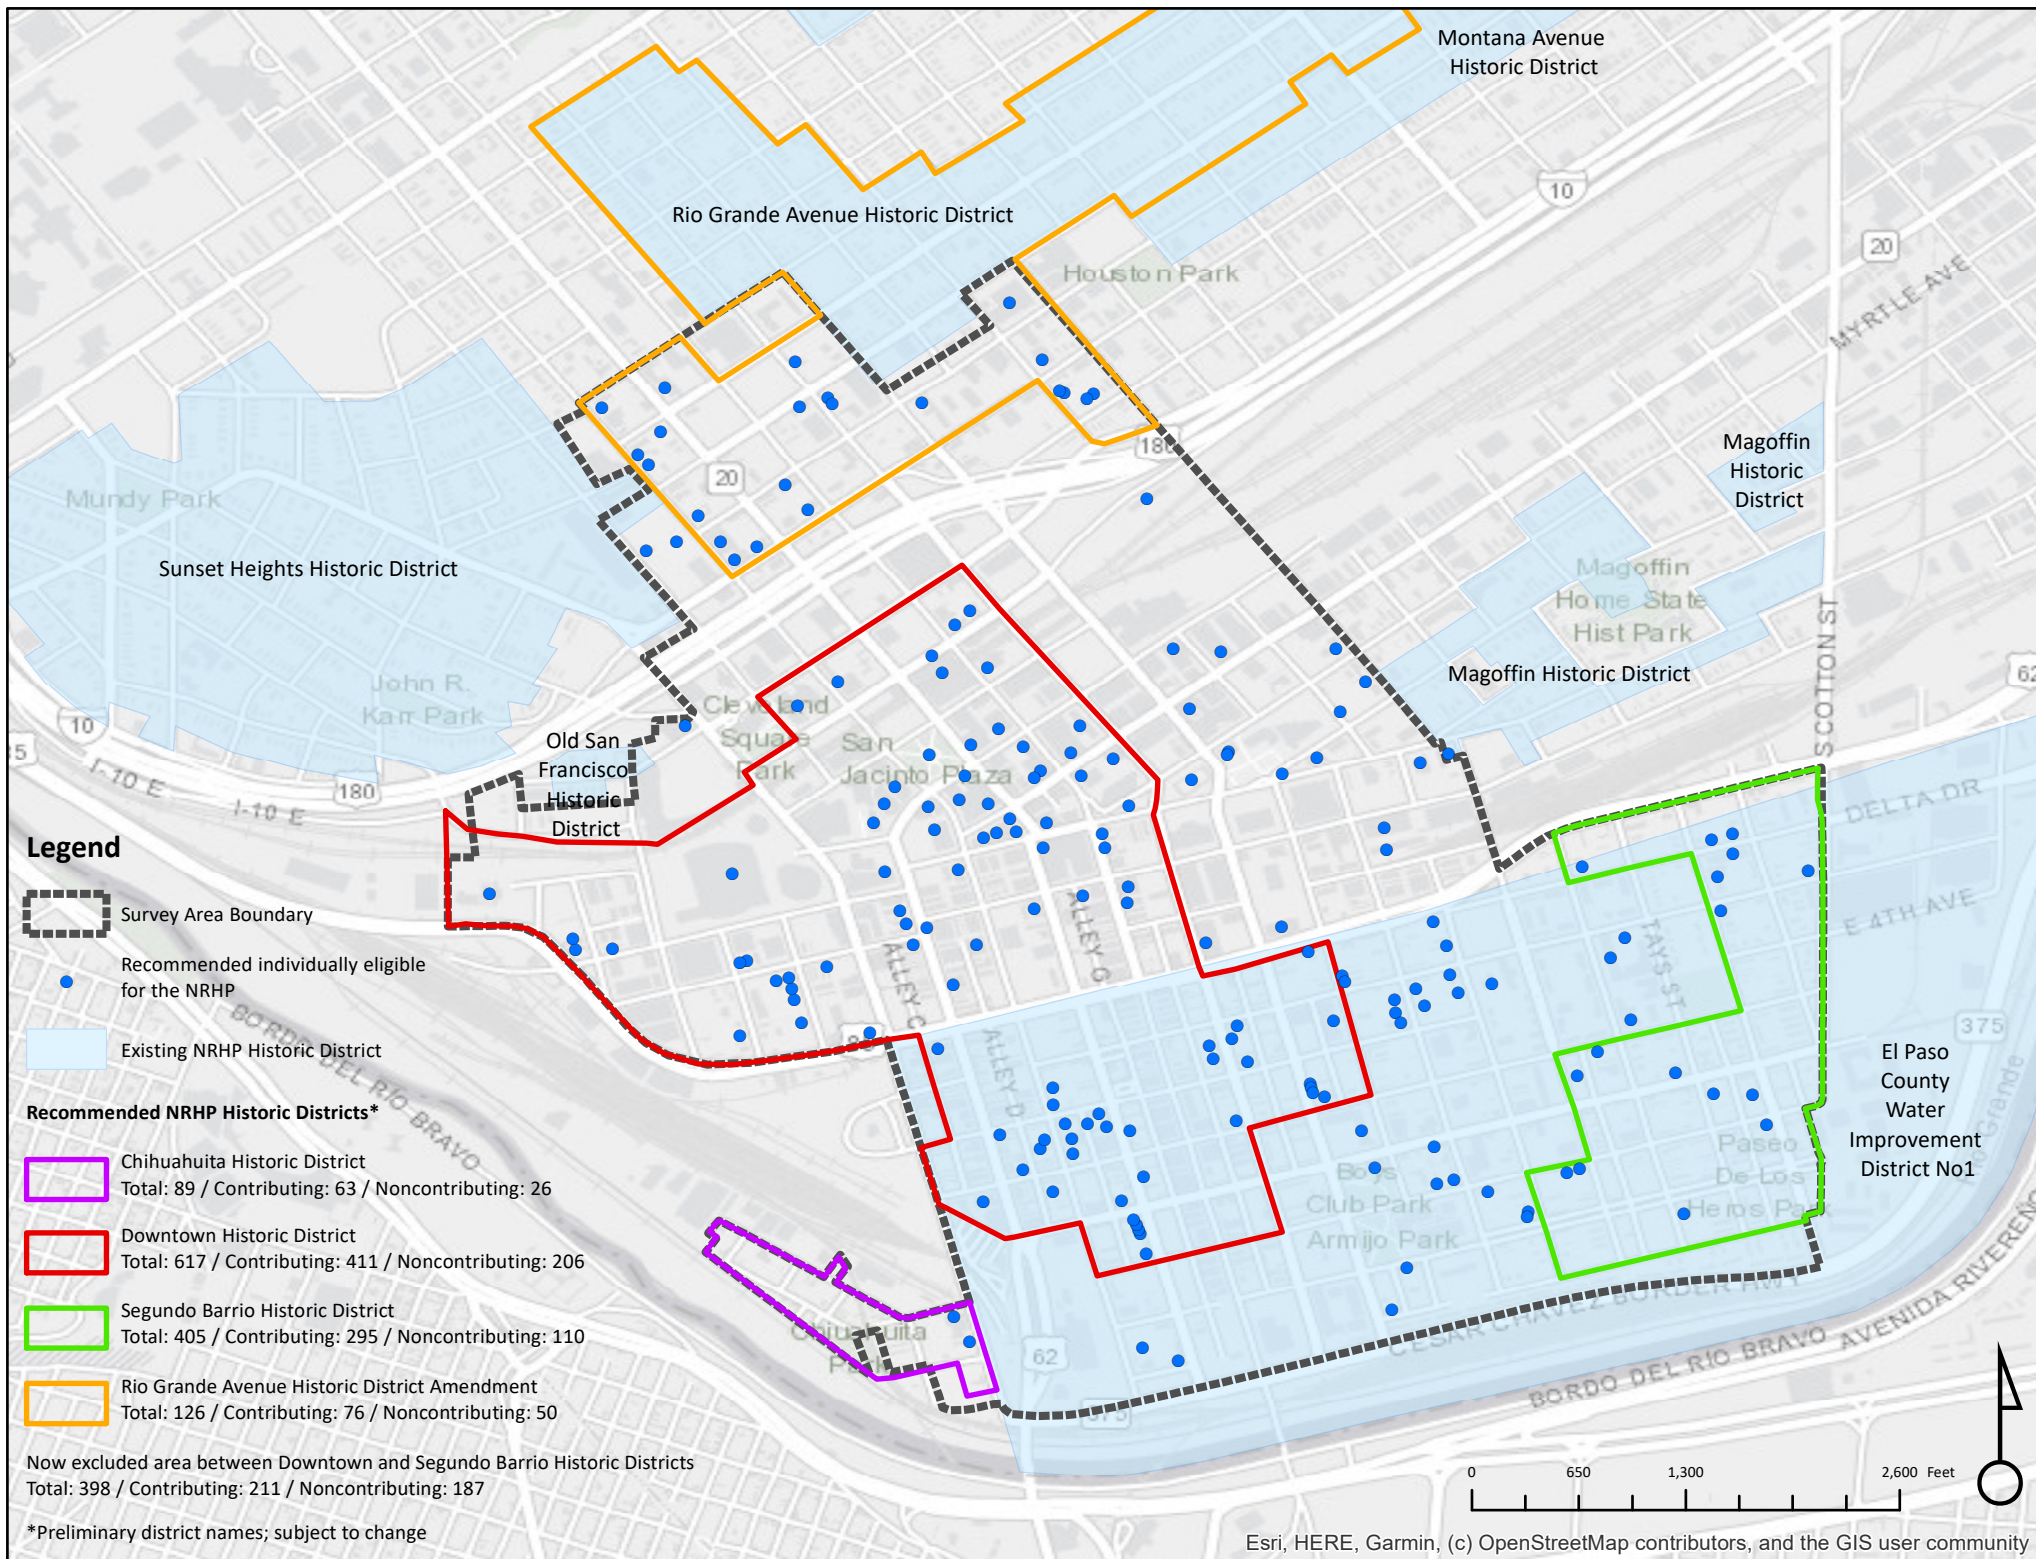 Montana Avenue
Historic District
10
Rio Grande Avenue Historic District
20
Houston Park
MYRTLE AVE
180
Magoffin
Historic
District
20
Mundy Park
Sunset Heights Historic District
Magoffin
Home State
Hist Park
S COTTON ST
Magoffin Historic District
62
John R.
Karr Park
10
Cleveland
Square
Park
San
Jacinto Plaza
Old San
Francisco
Historic
District
I-10 E
180
I-10 E
DELTA DR
E 4TH AVE
TAYS ST
ALLEY G
ALLEY C
ALLEY D
375
El Paso
County
Water
Improvement
District No1
Paseo
De Los
Heros Park
Boys
Club Park
Armijo Park
Chiuahuita
Park
62
375
CESAR CHAVEZ BORDER HWY
BORDO DEL RÍO BRAVO
AVENIDA RIVEREÑ
BORDO DEL RÍO BRAVO
Legend
Survey Area Boundary
Recommended individually eligible
for the NRHP
Existing NRHP Historic District
Recommended NRHP Historic Districts*
Chihuahuita Historic District
Total: 89 / Contributing: 63 / Noncontributing: 26
Downtown Historic District
Total: 617 / Contributing: 411 / Noncontributing: 206
Segundo Barrio Historic District
Total: 405 / Contributing: 295 / Noncontributing: 110
Rio Grande Avenue Historic District Amendment
Total: 126 / Contributing: 76 / Noncontributing: 50
Now excluded area between Downtown and Segundo Barrio Historic Districts
Total: 398 / Contributing: 211 / Noncontributing: 187
*Preliminary district names; subject to change
0 650 1,300 2,600 Feet
Esri, HERE, Garmin, (c) OpenStreetMap contributors, and the GIS user community